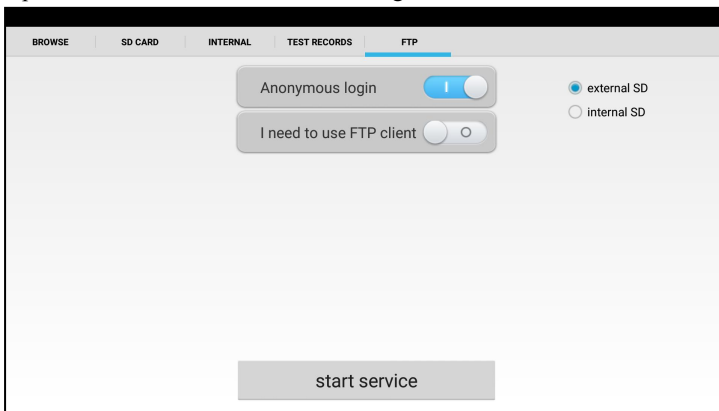 BROWSE SD CARD INTERNAL TEST RECORDS FTP
Anonymous login
external SD
internal SD
I need to use FTP client
start service